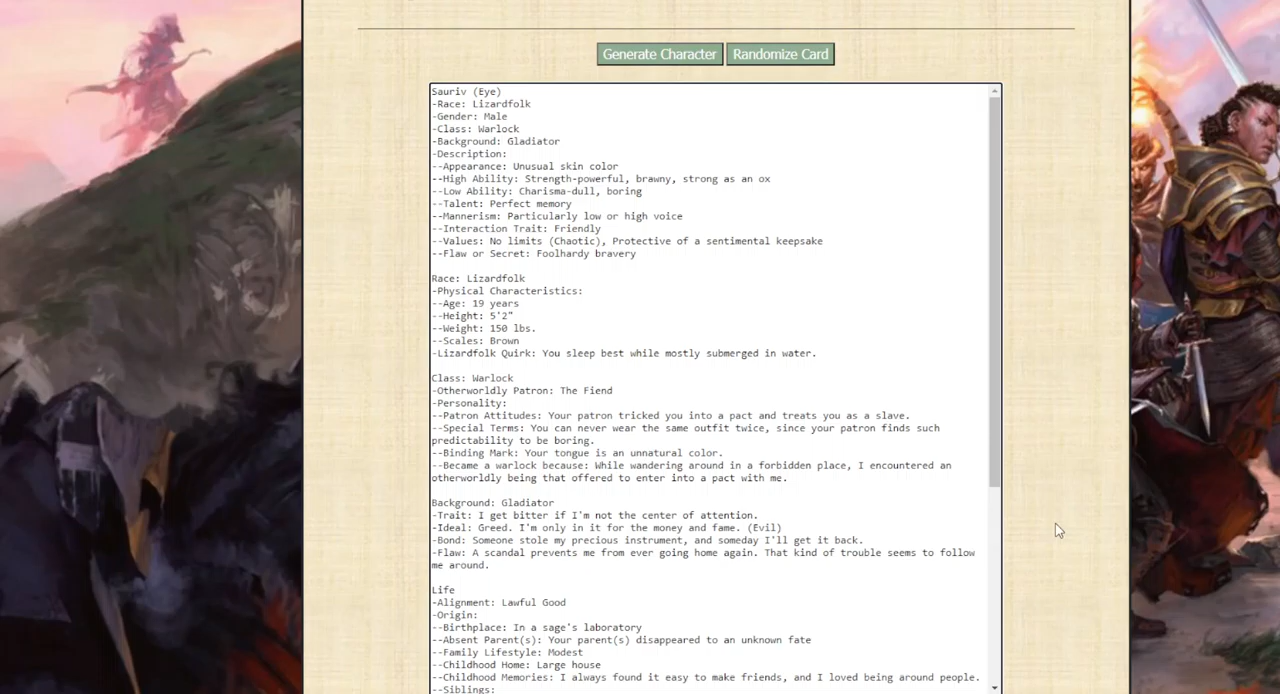 Generate Character Randomize Card
Sauriv (Eye)
-Race: Lizardfolk
-Gender: Male
-Class: Warlock
-Background: Gladiator
-Description:
--Appearance: Unusual skin color
--High Ability: Strength-powerful, brawny, strong as an ox
--Low Ability: Charisma-dull, boring
--Talent: Perfect memory
--Mannerism: Particularly low or high voice
--Interaction Trait: Friendly
--Values: No limits (Chaotic), Protective of a sentimental keepsake
--Flaw or Secret: Foolhardy bravery
Race: Lizardfolk
-Physical Characteristics:
--Age: 19 years
--Height: 5'2"
--Weight: 150 lbs.
--Scales: Brown
-Lizardfolk Quirk: You sleep best while mostly submerged in water.
Class: Warlock
-Otherworldly Patron: The Fiend
-Personality:
--Patron Attitudes: Your patron tricked you into a pact and treats you as a slave.
--Special Terms: You can never wear the same outfit twice, since your patron finds such
predictability to be boring.
--Binding Mark: Your tongue is an unnatural color.
--Became a warlock because: While wandering around in a forbidden place, I encountered an
otherworldly being that offered to enter into a pact with me.
Background: Gladiator
-Trait: I get bitter if I'm not the center of attention.
-Ideal: Greed. I'm only in it for the money and fame. (Evil)
-Bond: Someone stole my precious instrument, and someday I'll get it back.
-Flaw: A scandal prevents me from ever going home again. That kind of trouble seems to follow
me around.
Life
-Alignment: Lawful Good
-Origin:
--Birthplace: In a sage's laboratory
--Absent Parent(s): Your parent(s) disappeared to an unknown fate
--Family Lifestyle: Modest
--Childhood Home: Large house
--Childhood Memories: I always found it easy to make friends, and I loved being around people.
--Siblings: